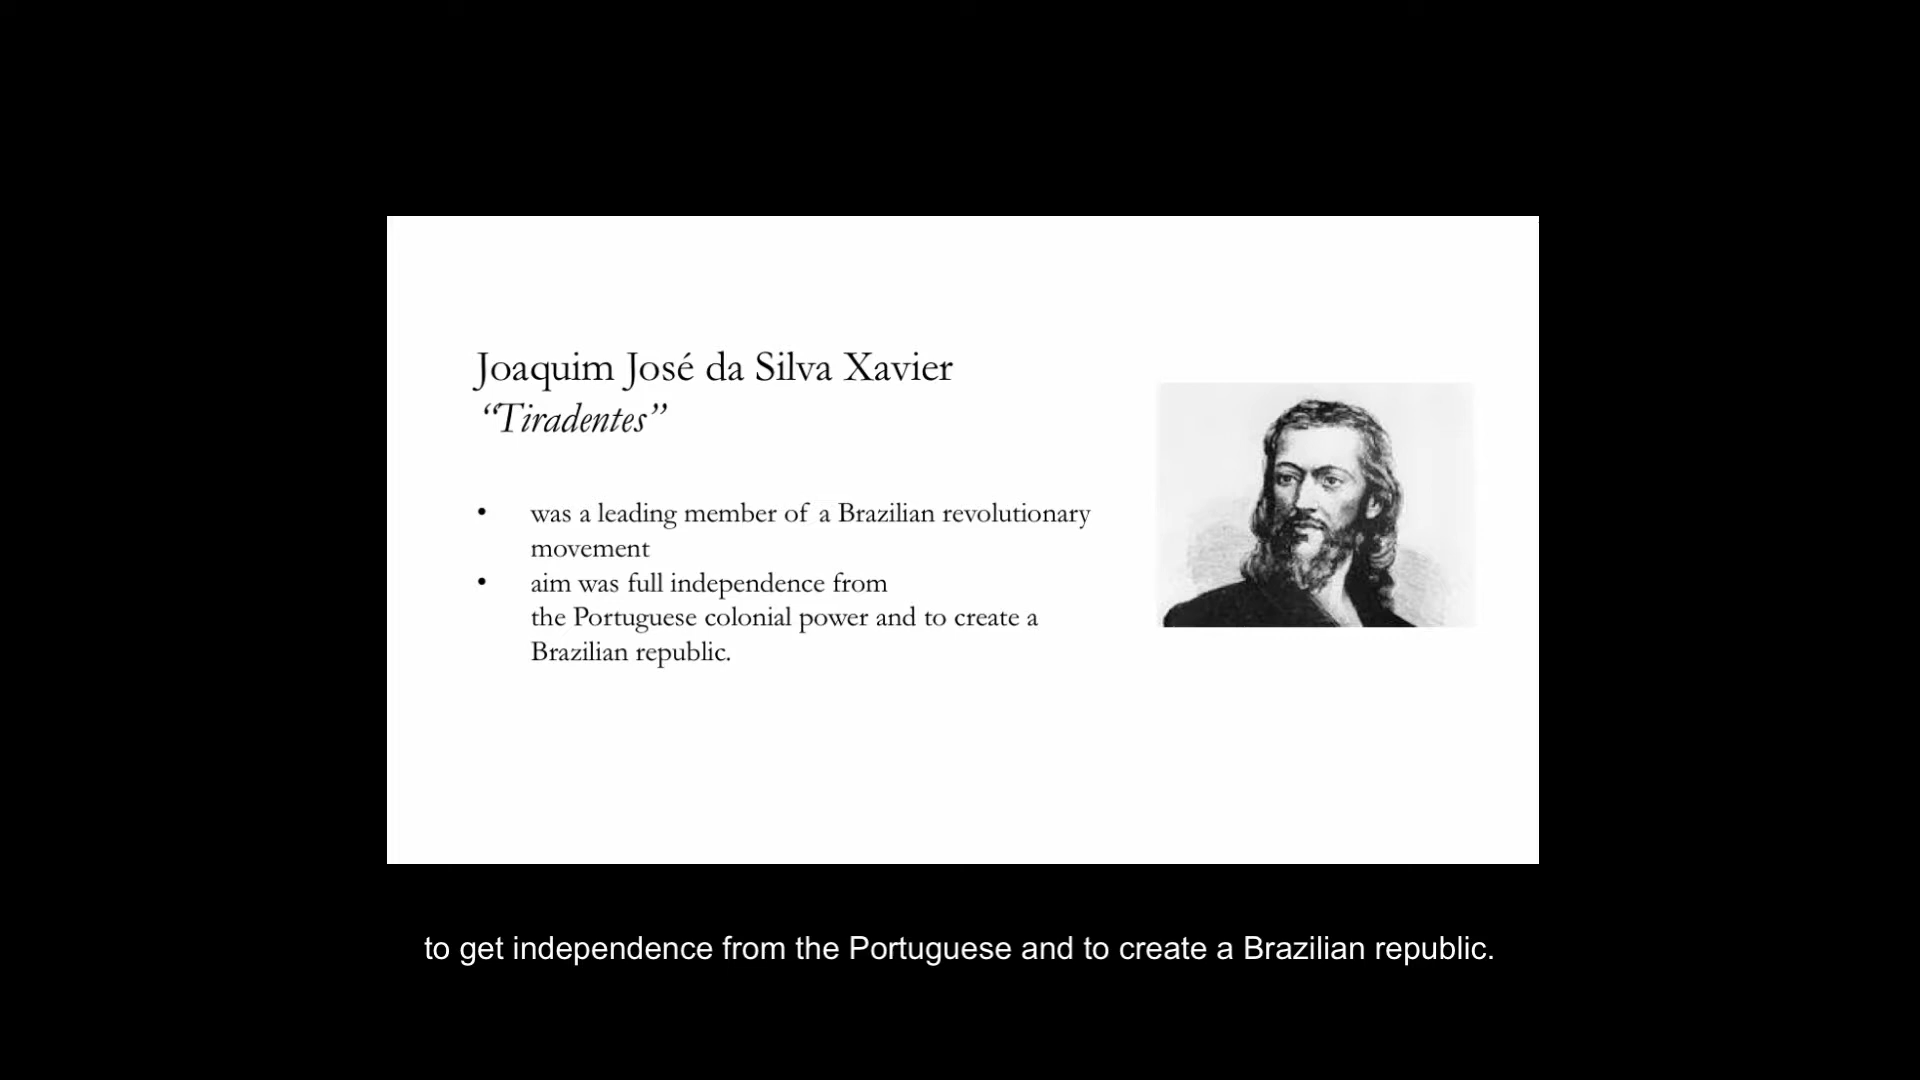 Joaquim José da Silva Xavier
“Tiradentes”
• was a leading member of a Brazilian revolutionary
movement
• aim was full independence from
the Portuguese colonial power and to create a
Brazilian republic.
to get independence from the Portuguese and to create a Brazilian republic.